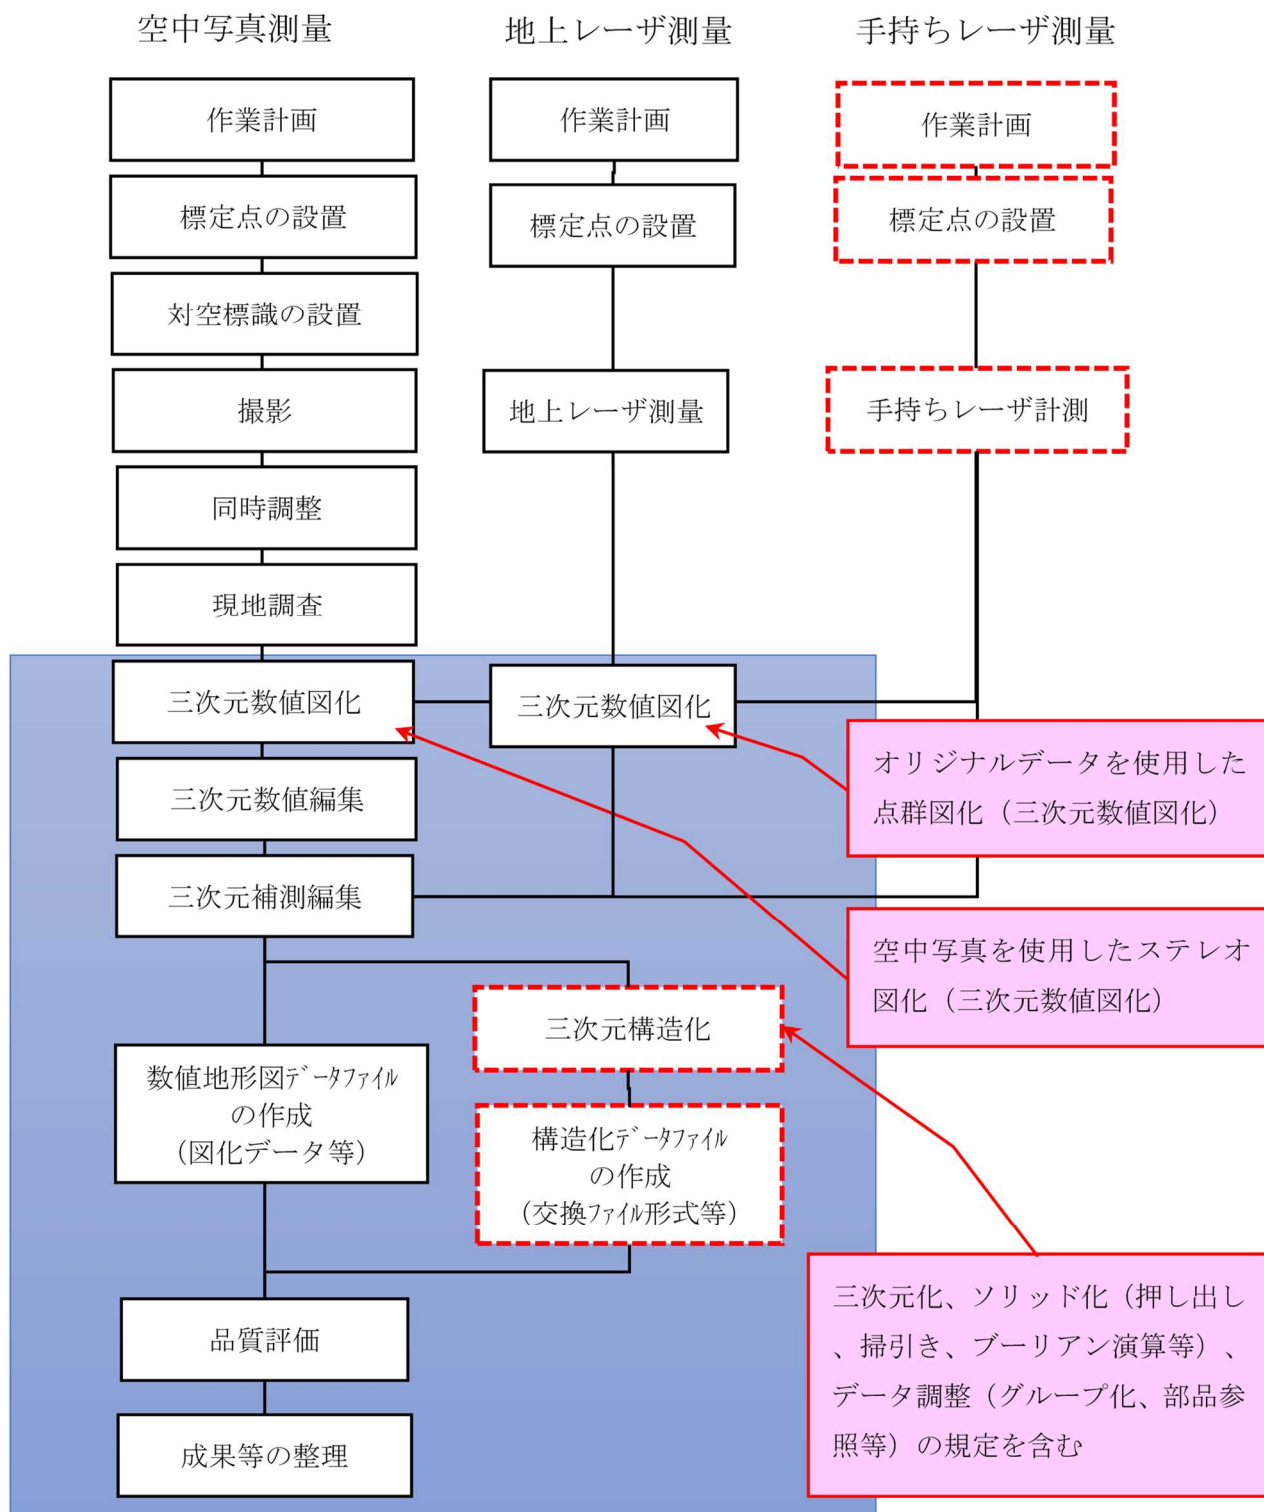 空中写真測量
地上レーザ測量
手持ちレーザ測量
作業計画
標定点の設置
対空標識の設置
撮影
同時調整
現地調査
三次元数値図化
三次元数値編集
三次元補測編集
数値地形図ﾃﾞｰﾀﾌｧｲﾙ
の作成
（図化データ等）
品質評価
成果等の整理
作業計画
標定点の設置
地上レーザ測量
三次元数値図化
三次元構造化
構造化ﾃﾞｰﾀﾌｧｲﾙ
の作成
（交換ﾌｧｲﾙ形式等）
作業計画
標定点の設置
手持ちレーザ計測
オリジナルデータを使用した
点群図化（三次元数値図化）
空中写真を使用したステレオ
図化（三次元数値図化）
三次元化、ソリッド化（押し出し
、掃引き、ブーリアン演算等）、
データ調整（グループ化、部品参
照等）の規定を含む